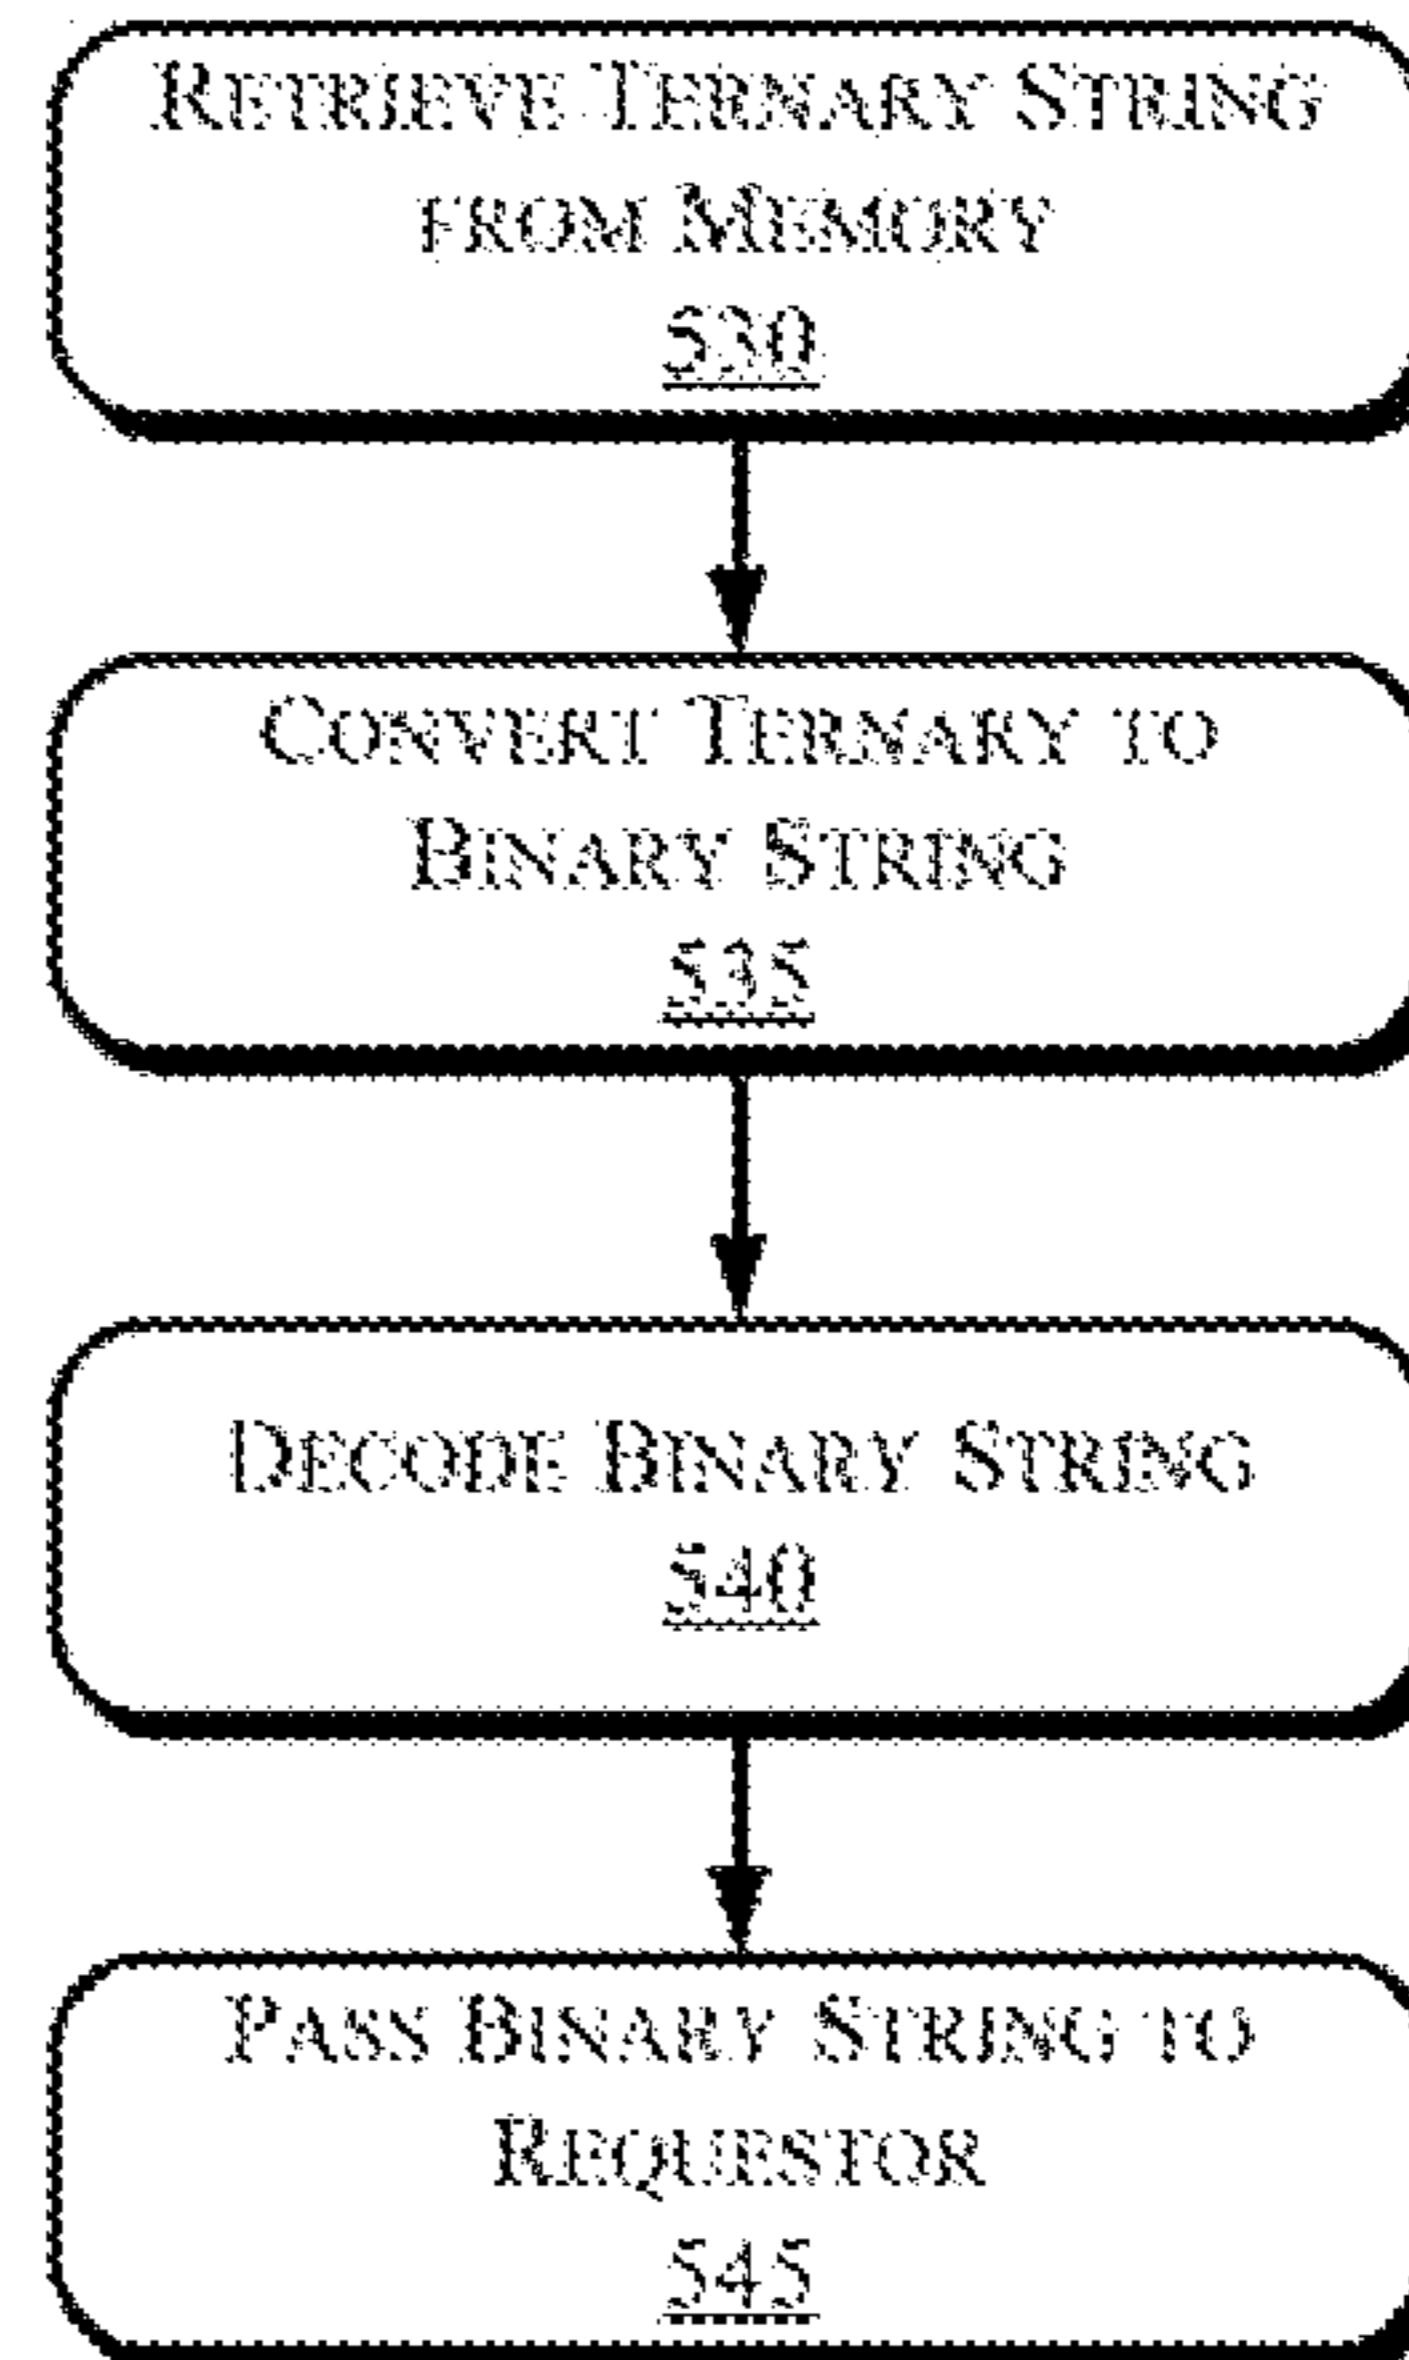 RETRIEVE TERNARY STRING
FROM MEMORY
530
CONVERT TERNARY TO
BINARY STRING
535
DECODE BINARY STRING
540
PASS BINARY STRING TO
REQUESTOR
545